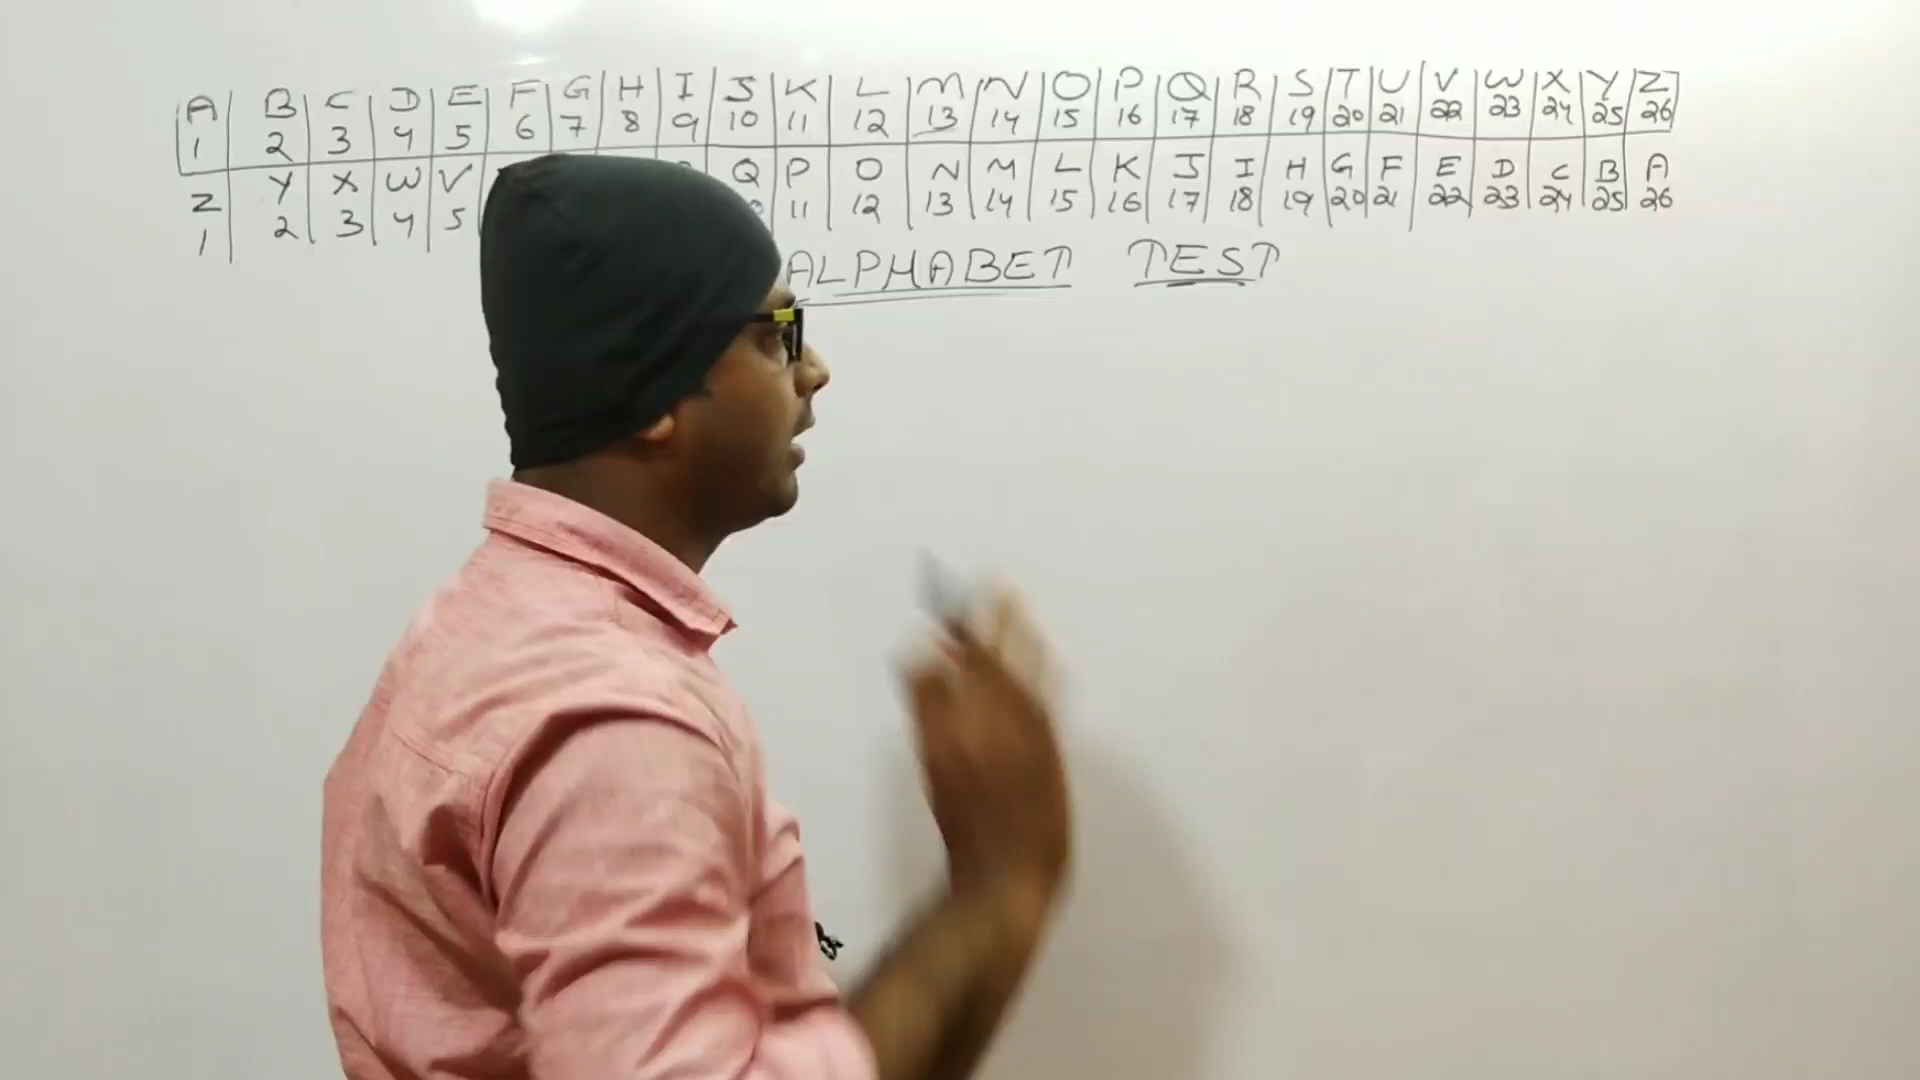 A B C D E F G H I J K L M N O P Q R S T U V W X Y Z
1 2 3 4 5 6 7 8 9 10 11 12 13 14 15 16 17 18 19 20 21 22 23 24 25 26
Z Y X W V Q P O N M L K J I H G F E D C B A
1 2 3 4 5 11 12 13 14 15 16 17 18 19 20 21 22 23 24 25 26
ALPHABET TEST